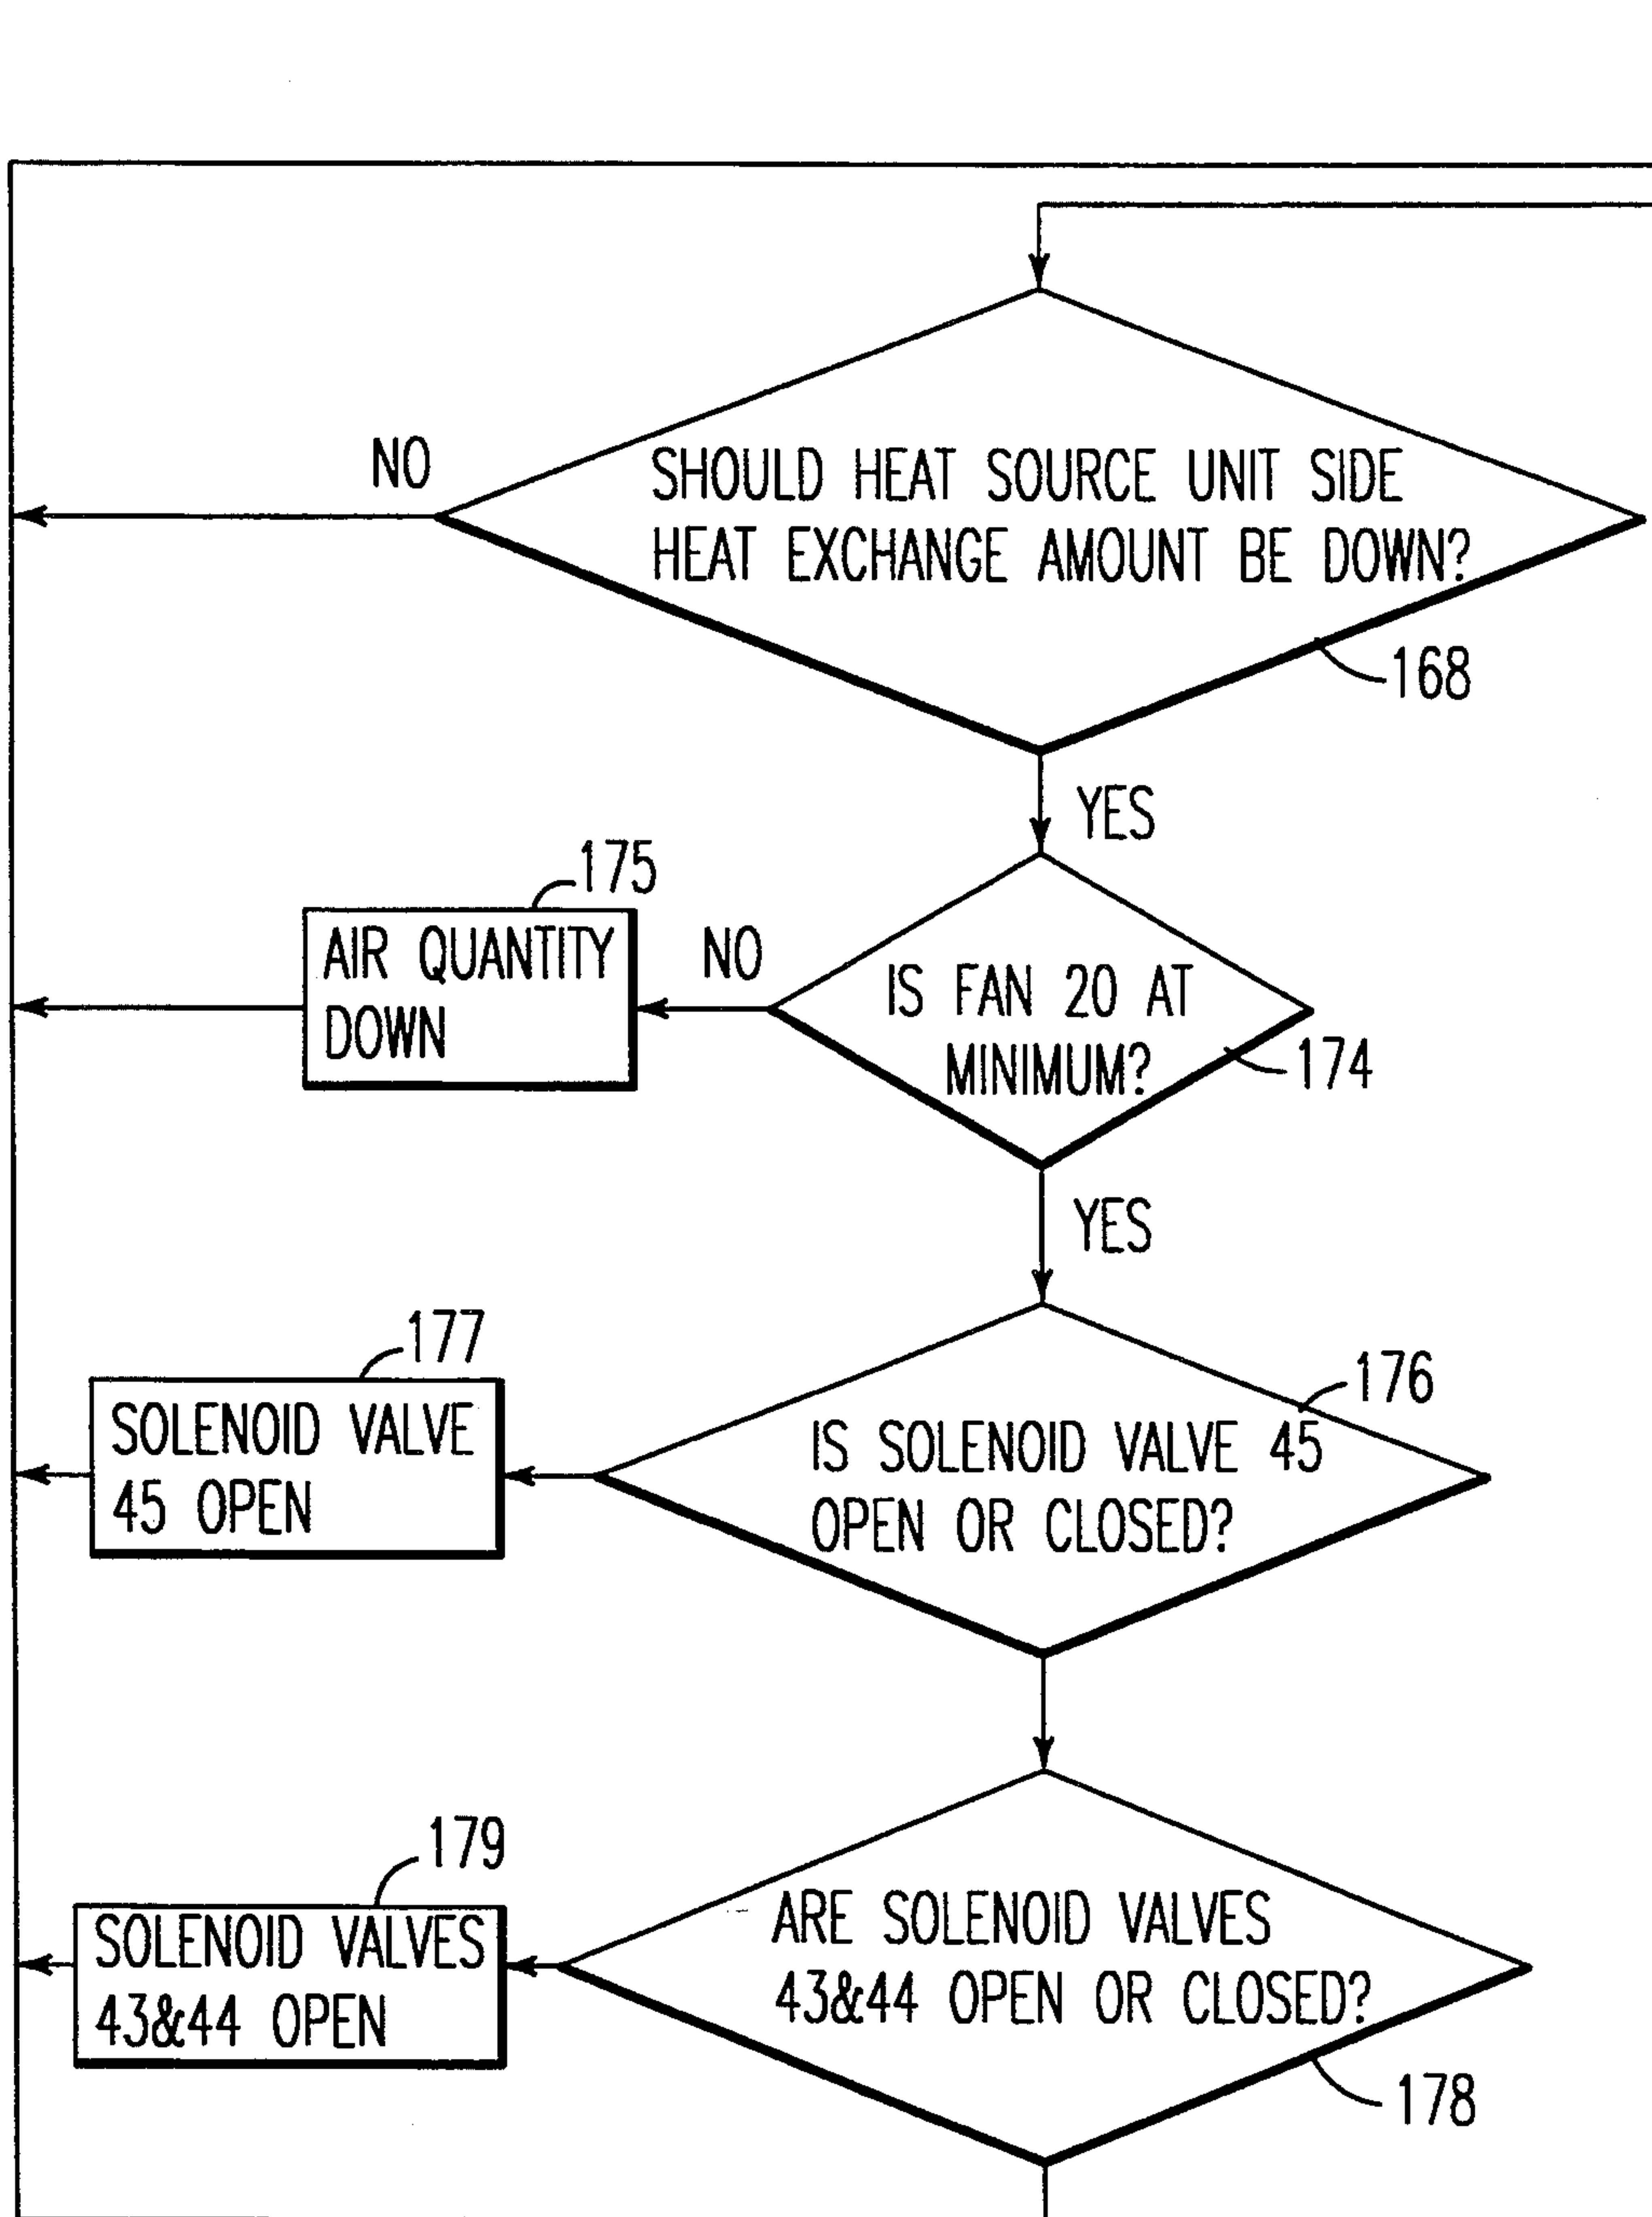 NO
SHOULD HEAT SOURCE UNIT SIDE
HEAT EXCHANGE AMOUNT BE DOWN?
168
YES
175
AIR QUANTITY
DOWN
NO
IS FAN 20 AT
MINIMUM?
174
YES
177
SOLENOID VALVE
45 OPEN
176
IS SOLENOID VALVE 45
OPEN OR CLOSED?
179
SOLENOID VALVES
43&44 OPEN
ARE SOLENOID VALVES
43&44 OPEN OR CLOSED?
178